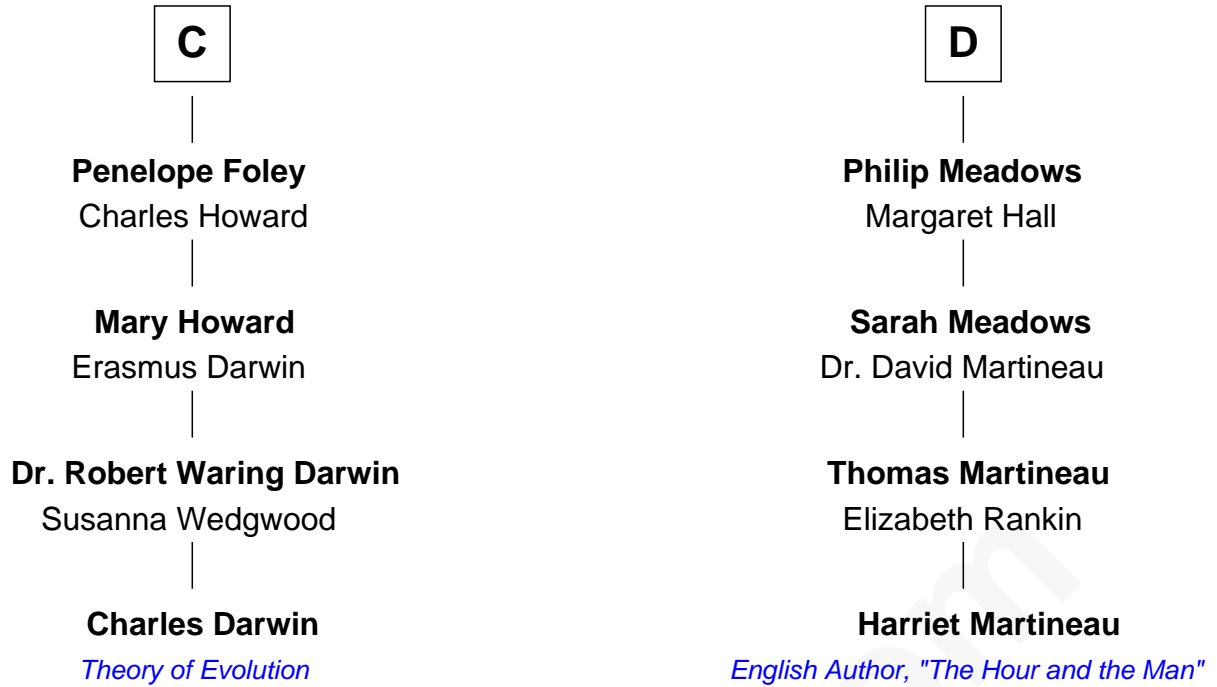 C
Penelope Foley
Charles Howard
Mary Howard
Erasmus Darwin
Dr. Robert Waring Darwin
Susanna Wedgwood
Charles Darwin
Theory of Evolution
D
Philip Meadows
Margaret Hall
Sarah Meadows
Dr. David Martineau
Thomas Martineau
Elizabeth Rankin
Harriet Martineau
English Author, "The Hour and the Man"